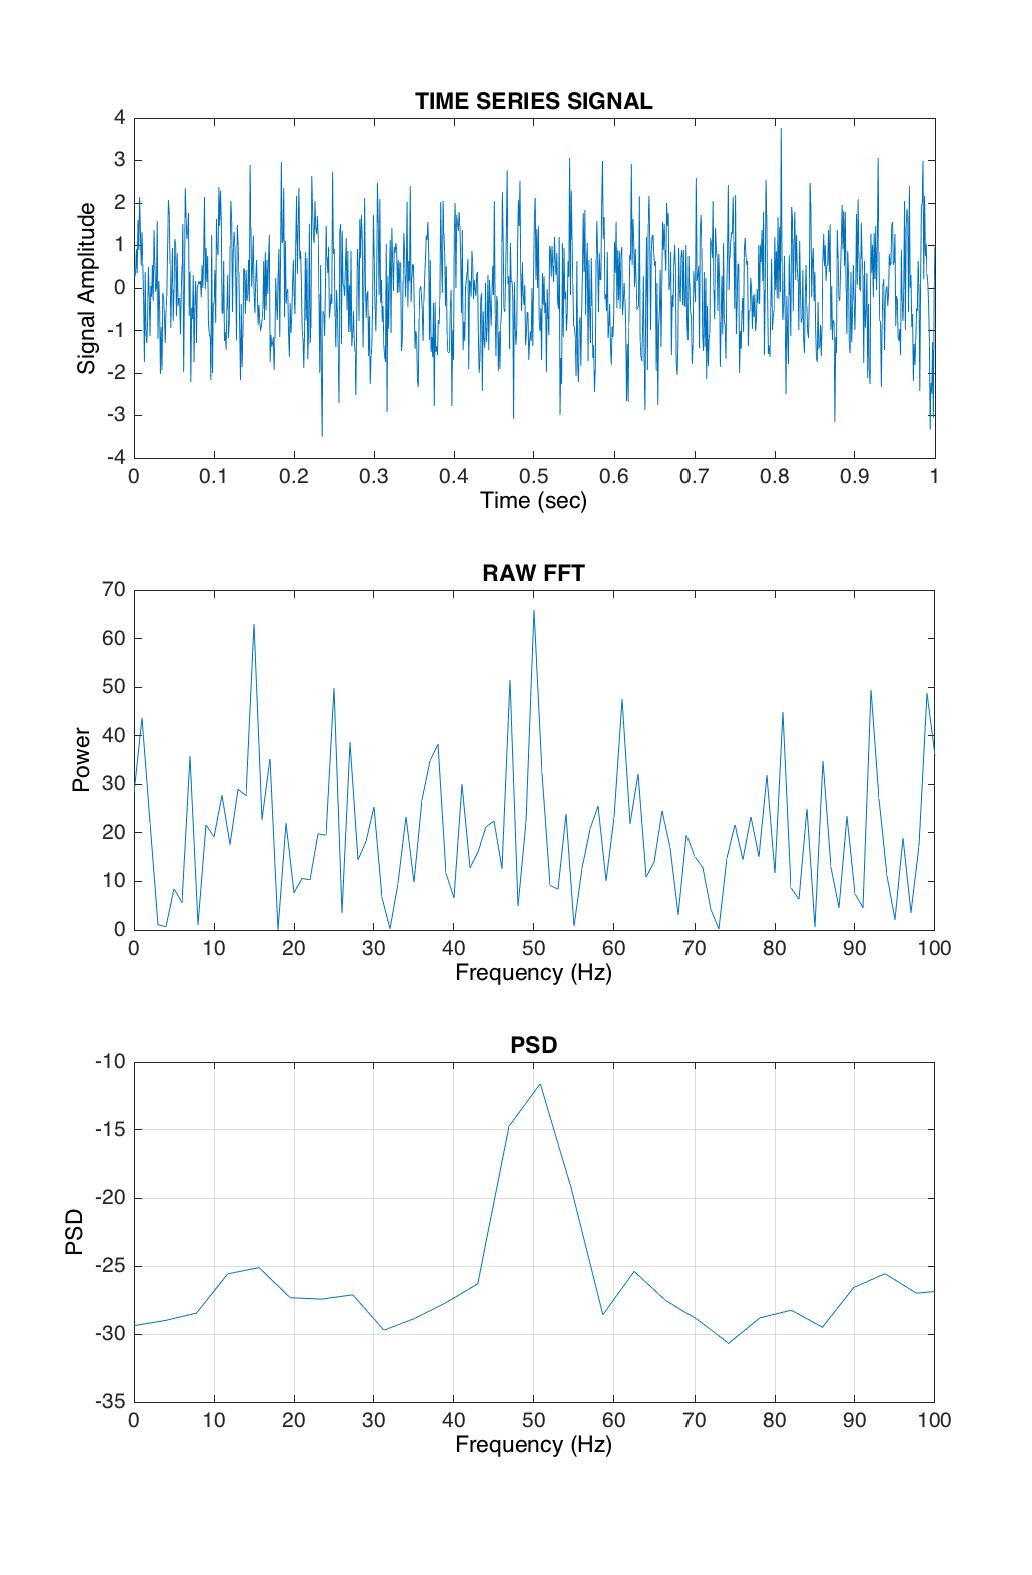 TIME SERIES SIGNAL
4
3
2
1
0
-1
-2
-3
-4
Signal Amplitude
0 0.1 0.2 0.3 0.4 0.5 0.6 0.7 0.8 0.9 1
Time (sec)
RAW FFT
70
60
50
40
30
20
10
0
Power
0 10 20 30 40 50 60 70 80 90 100
Frequency (Hz)
PSD
-10
-15
-20
-25
-30
-35
PSD
0 10 20 30 40 50 60 70 80 90 100
Frequency (Hz)